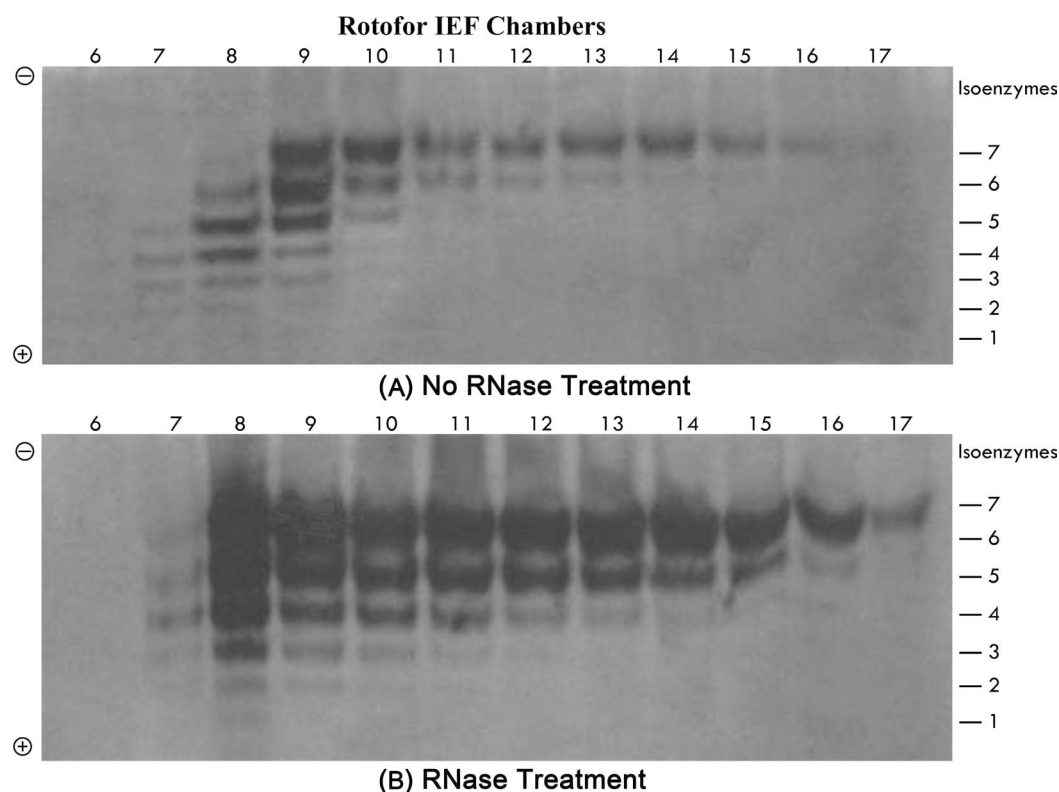 Rotofor IEF Chambers
6 7 8 9 10 11 12 13 14 15 16 17
⊖
Isoenzymes
7
6
5
4
3
2
1
⊕
(A) No RNase Treatment
6 7 8 9 10 11 12 13 14 15 16 17
⊖
Isoenzymes
7
6
5
4
3
2
1
⊕
(B) RNase Treatment